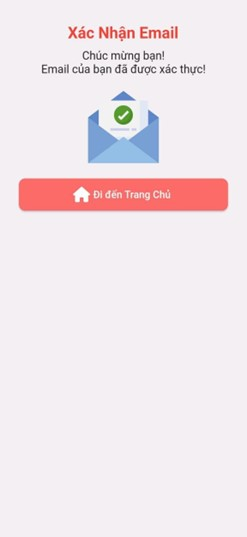 Xác Nhận Email
Chúc mừng bạn!
Email của bạn đã được xác thực!
Đi đến Trang Chủ